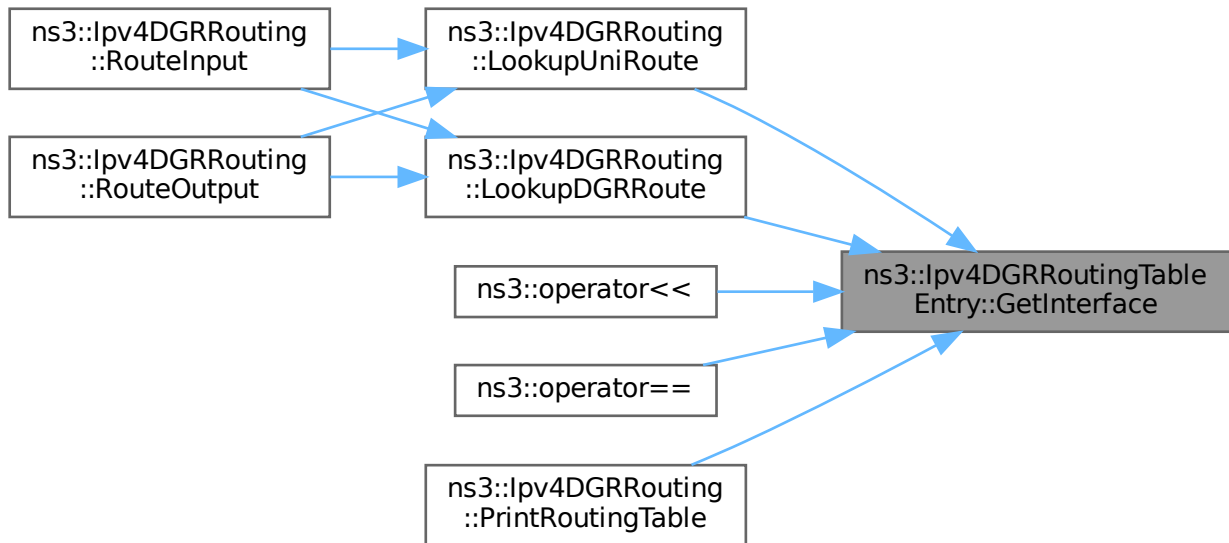 ns3::Ipv4DGRRouting
::RouteInput
ns3::Ipv4DGRRouting
::LookupUniRoute
ns3::Ipv4DGRRouting
::RouteOutput
ns3::Ipv4DGRRouting
::LookupDGRRoute
ns3::Ipv4DGRRoutingTable
Entry::GetInterface
ns3::operator<<
ns3::operator==
ns3::Ipv4DGRRouting
::PrintRoutingTable